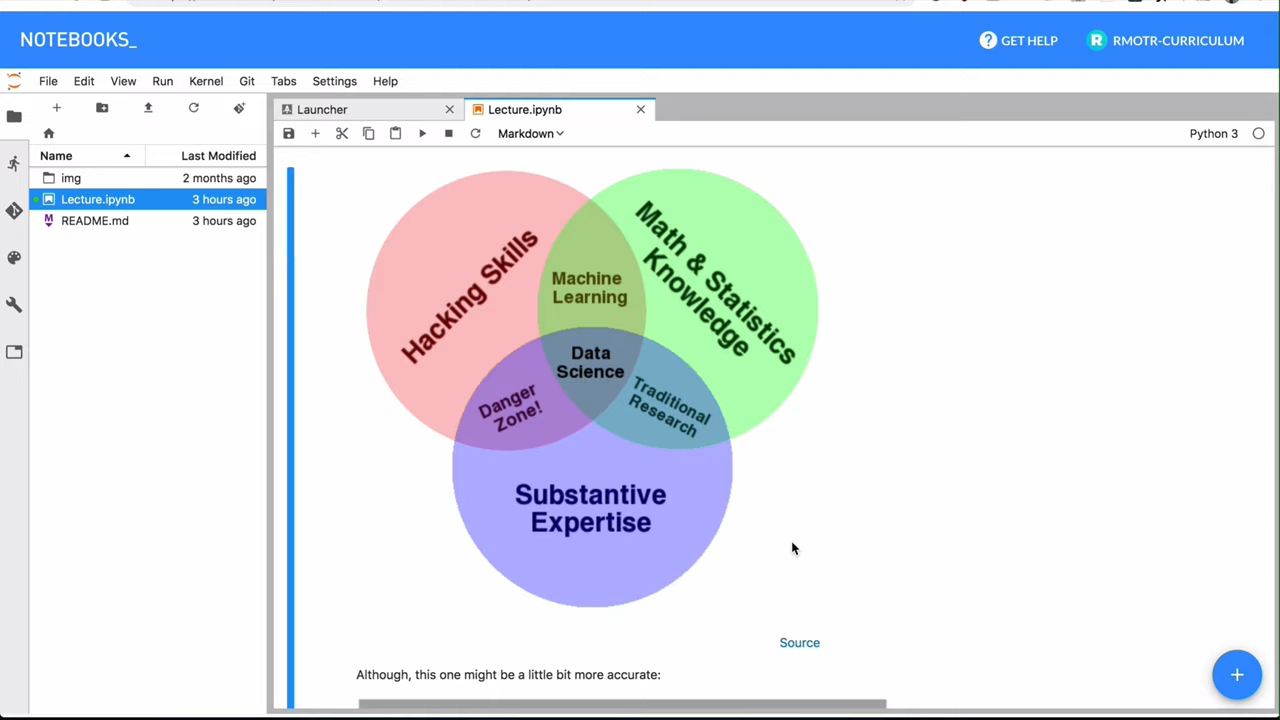 NOTEBOOKS_
? GET HELP
R RMOTR-CURRICULUM
File Edit View Run Kernel Git Tabs Settings Help
Launcher
Lecture.ipynb
Markdown
Python 3
Name
Last Modified
img 2 months ago
Lecture.ipynb 3 hours ago
M README.md 3 hours ago
Hacking Skills
Math & Statistics
Knowledge
Machine
Learning
Data
Science
Danger
Zone!
Traditional
Research
Substantive
Expertise
Source
Although, this one might be a little bit more accurate: